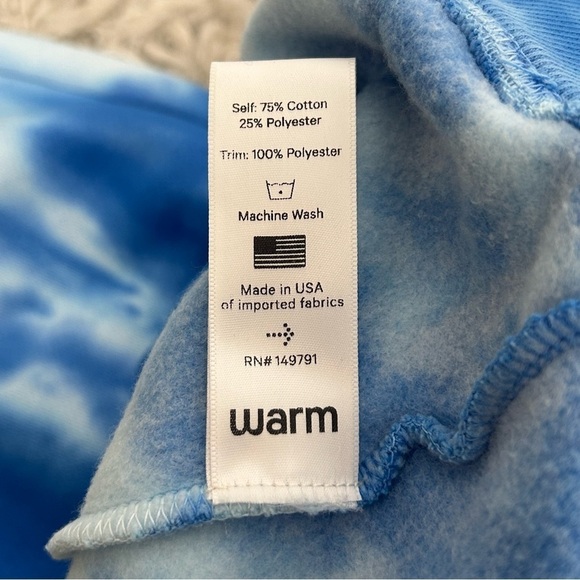 Self: 75% Cotton
25% Polyester
Trim: 100% Polyester
Machine Wash
Made in USA
of imported fabrics
RN# 149791
warm